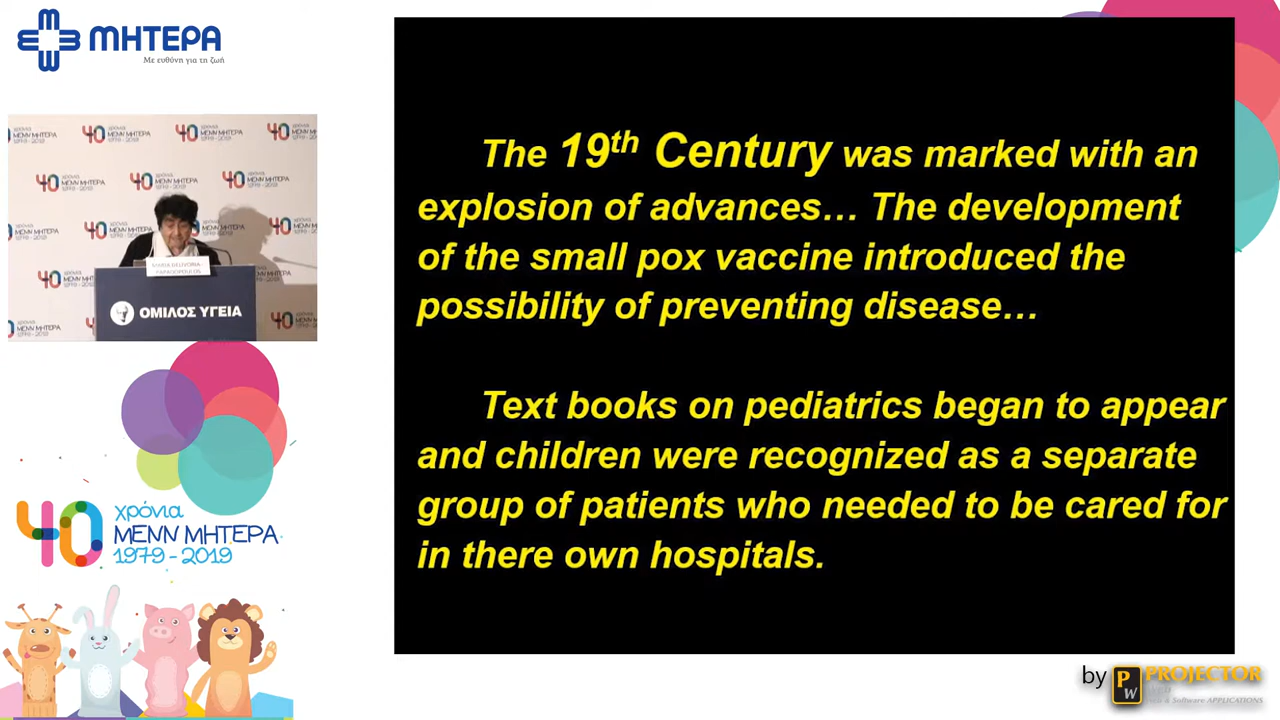 ΜΗΤΕΡΑ
Με ευθύνη για τη ζωή
ΟΜΙΛΟΣ ΥΓΕΙΑ
40 χρόνια
ΜΕΝΝ ΜΗΤΕΡΑ
1979 - 2019
The 19th Century was marked with an
explosion of advances… The development
of the small pox vaccine introduced the
possibility of preventing disease…
Text books on pediatrics began to appear
and children were recognized as a separate
group of patients who needed to be cared for
in there own hospitals.
by PW PROJECTOR
& Software APPLICATIONS